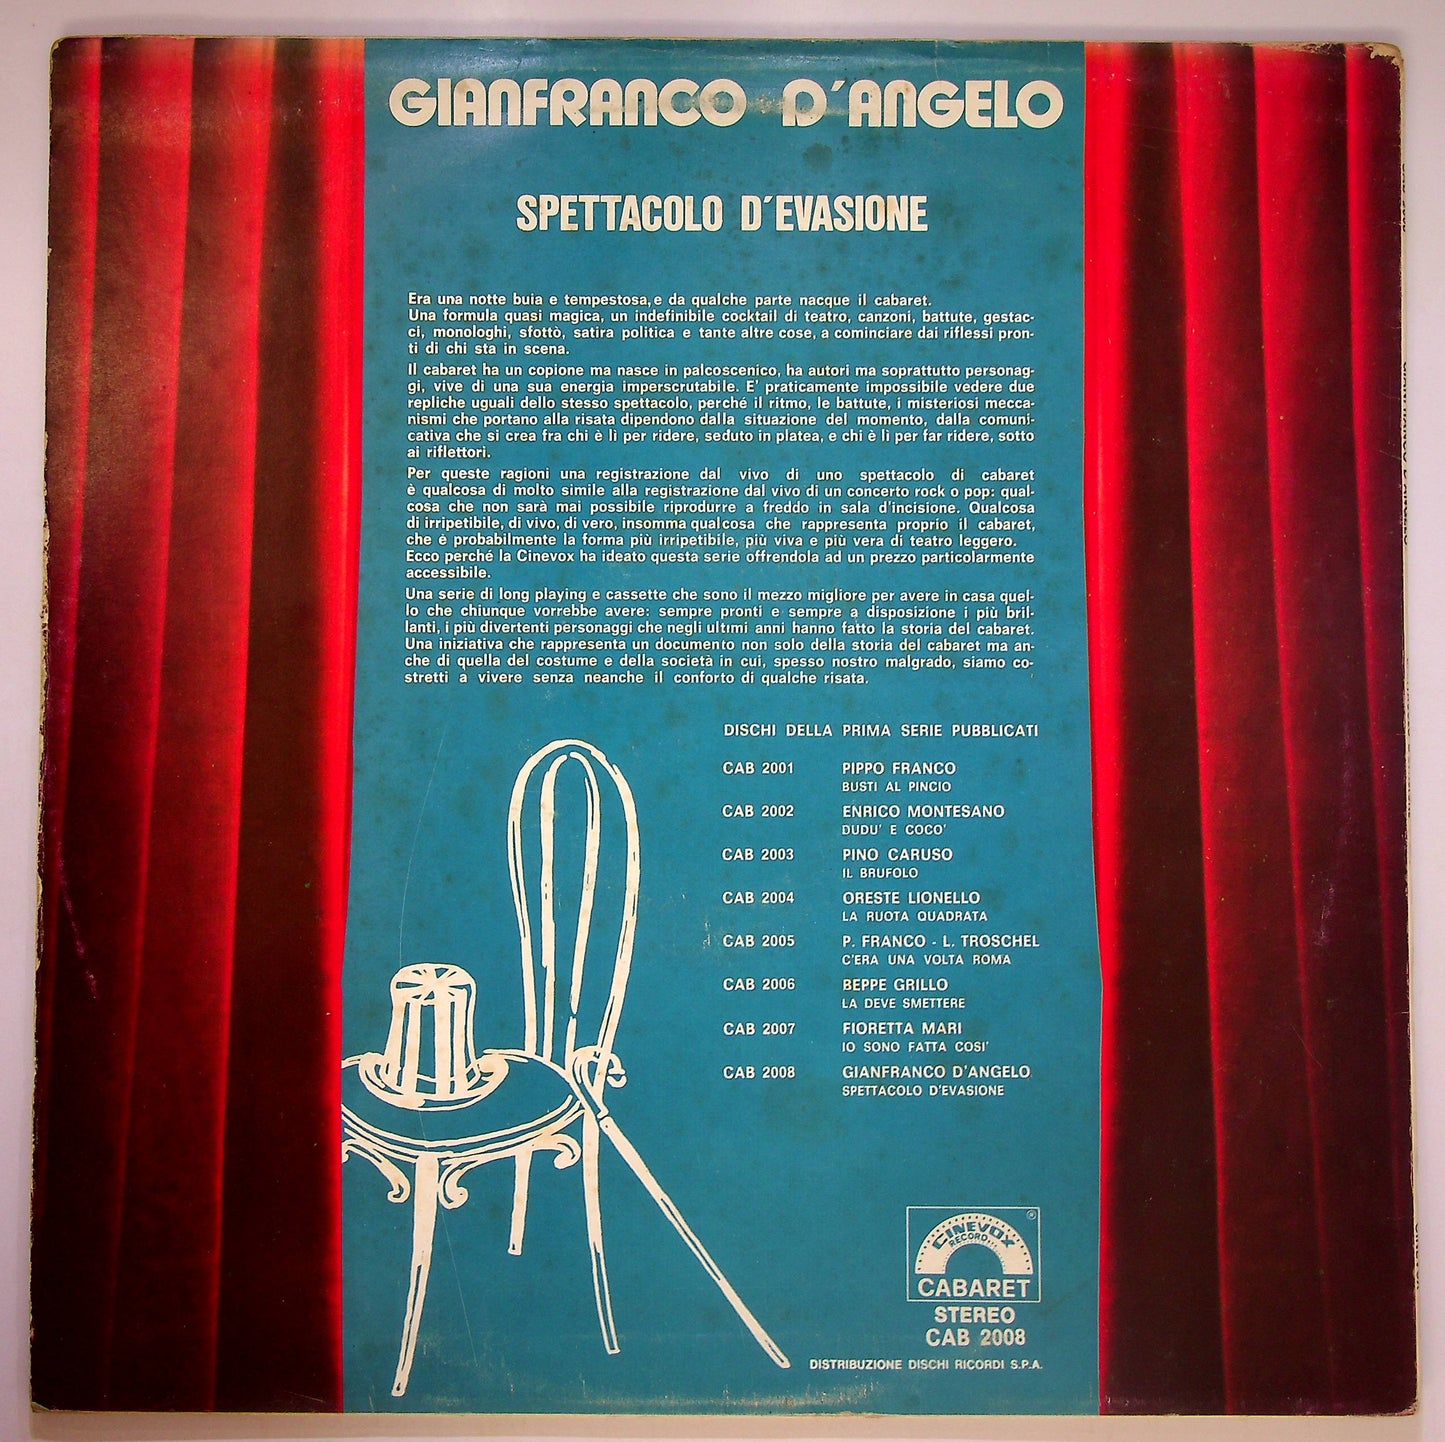 GIANFRANCO D'ANGELO
SPETTACOLO D'EVASIONE
Era una notte buia e tempestosa, e da qualche parte nacque il cabaret.
Una formula quasi magica, un indefinibile cocktail di teatro, canzoni, battute, gestac-
ci, monologhi, sfottò, satira politica e tante altre cose, a cominciare dai riflessi pron-
ti di chi sta in scena.
Il cabaret ha un copione ma nasce in palcoscenico, ha autori ma soprattutto personag-
gi, vive di una sua energia imperscrutabile. E' praticamente impossibile vedere due
repliche uguali dello stesso spettacolo, perché il ritmo, le battute, i misteriosi mecca-
nismi che portano alla risata dipendono dalla situazione del momento, dalla comuni-
cativa che si crea fra chi è lì per ridere, seduto in platea, e chi è lì per far ridere, sotto
ai riflettori.
Per queste ragioni una registrazione dal vivo di uno spettacolo di cabaret
è qualcosa di molto simile alla registrazione dal vivo di un concerto rock o pop: qual-
cosa che non sarà mai possibile riprodurre a freddo in sala d'incisione. Qualcosa
di irripetibile, di vivo, di vero, insomma qualcosa che rappresenta proprio il cabaret,
che è probabilmente la forma più irripetibile, più viva e più vera di teatro leggero.
Ecco perché la Cinevox ha ideato questa serie offrendola ad un prezzo particolarmente
accessibile.
Una serie di long playing e cassette che sono il mezzo migliore per avere in casa quel-
lo che chiunque vorrebbe avere: sempre pronti e sempre a disposizione i più bril-
lanti, i più divertenti personaggi che negli ultimi anni hanno fatto la storia del cabaret.
Una iniziativa che rappresenta un documento non solo della storia del cabaret ma an-
che di quella del costume e della società in cui, spesso nostro malgrado, siamo co-
stretti a vivere senza neanche il conforto di qualche risata.
DISCHI DELLA PRIMA SERIE PUBBLICATI
CAB 2001 PIPPO FRANCO
BUSTI AL PINCIO
CAB 2002 ENRICO MONTESANO
DUDU' E COCO'
CAB 2003 PINO CARUSO
IL BRUFOLO
CAB 2004 ORESTE LIONELLO
LA RUOTA QUADRATA
CAB 2005 P. FRANCO - L. TROSCHEL
C'ERA UNA VOLTA ROMA
CAB 2006 BEPPE GRILLO
LA DEVE SMETTERE
CAB 2007 FIORETTA MARI
IO SONO FATTA COSI'
CAB 2008 GIANFRANCO D'ANGELO
SPETTACOLO D'EVASIONE
®
CINEVOX
RECORD
CABARET
STEREO
CAB 2008
DISTRIBUZIONE DISCHI RICORDI S.P.A.